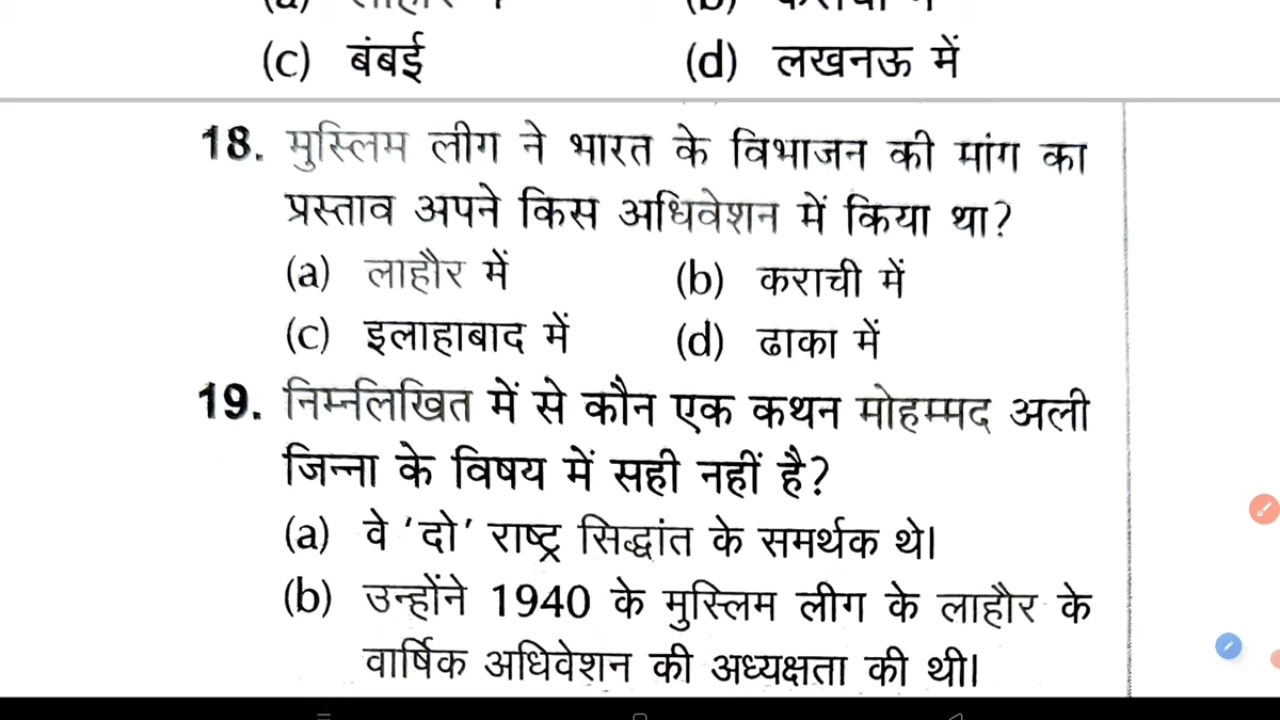 (c) बंबई (d) लखनऊ में
18. मुस्लिम लीग ने भारत के विभाजन की मांग का
प्रस्ताव अपने किस अधिवेशन में किया था?
(a) लाहौर में (b) कराची में
(c) इलाहाबाद में (d) ढाका में
19. निम्नलिखित में से कौन एक कथन मोहम्मद अली
जिन्ना के विषय में सही नहीं है?
(a) वे 'दो' राष्ट्र सिद्धांत के समर्थक थे।
(b) उन्होंने 1940 के मुस्लिम लीग के लाहौर के
वार्षिक अधिवेशन की अध्यक्षता की थी।